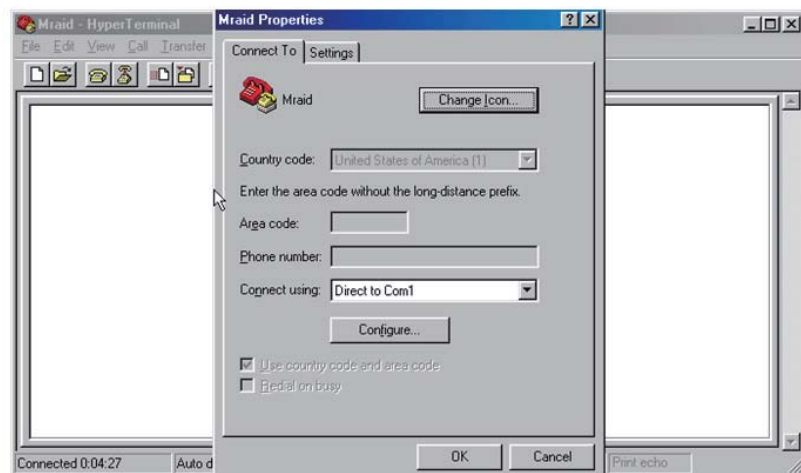 Mraid - HyperTerminal
File Edit View Call Transfer
Mraid Properties
Connect To
Settings
Mraid
Change Icon...
Country code:
United States of America (1)
Enter the area code without the long-distance prefix.
Area code:
Phone number:
Connect using:
Direct to Com1
Configure...
Use country code and area code
Redial on busy
OK
Cancel
Connected 0:04:27
Auto d
Print echo